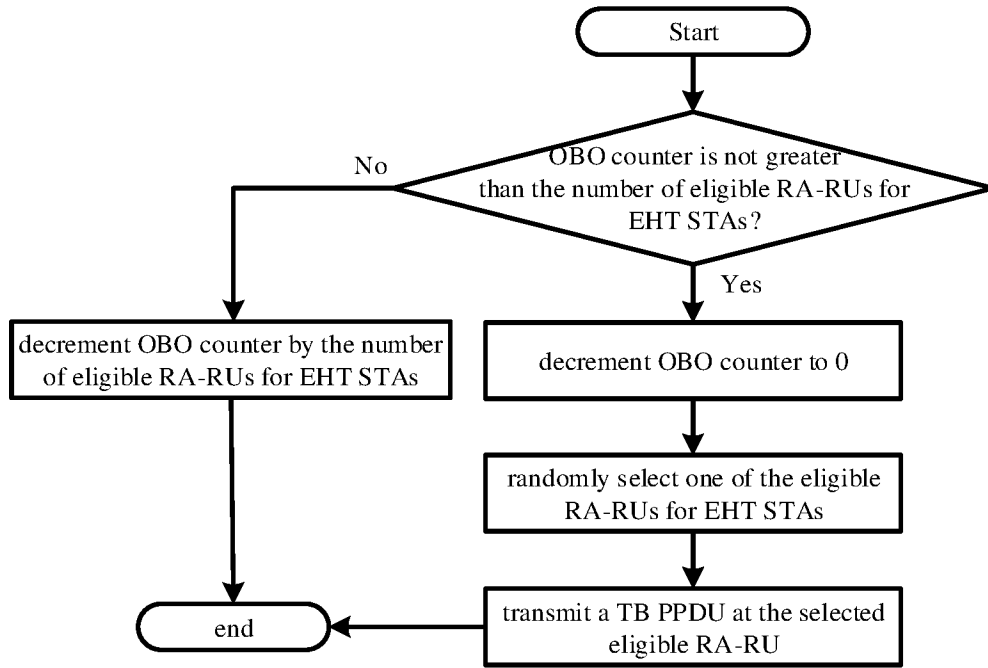 Start
OBO counter is not greater
than the number of eligible RA-RUs for
EHT STAs?
No
Yes
decrement OBO counter by the number
of eligible RA-RUs for EHT STAs
decrement OBO counter to 0
randomly select one of the eligible
RA-RUs for EHT STAs
transmit a TB PPDU at the selected
eligible RA-RU
end